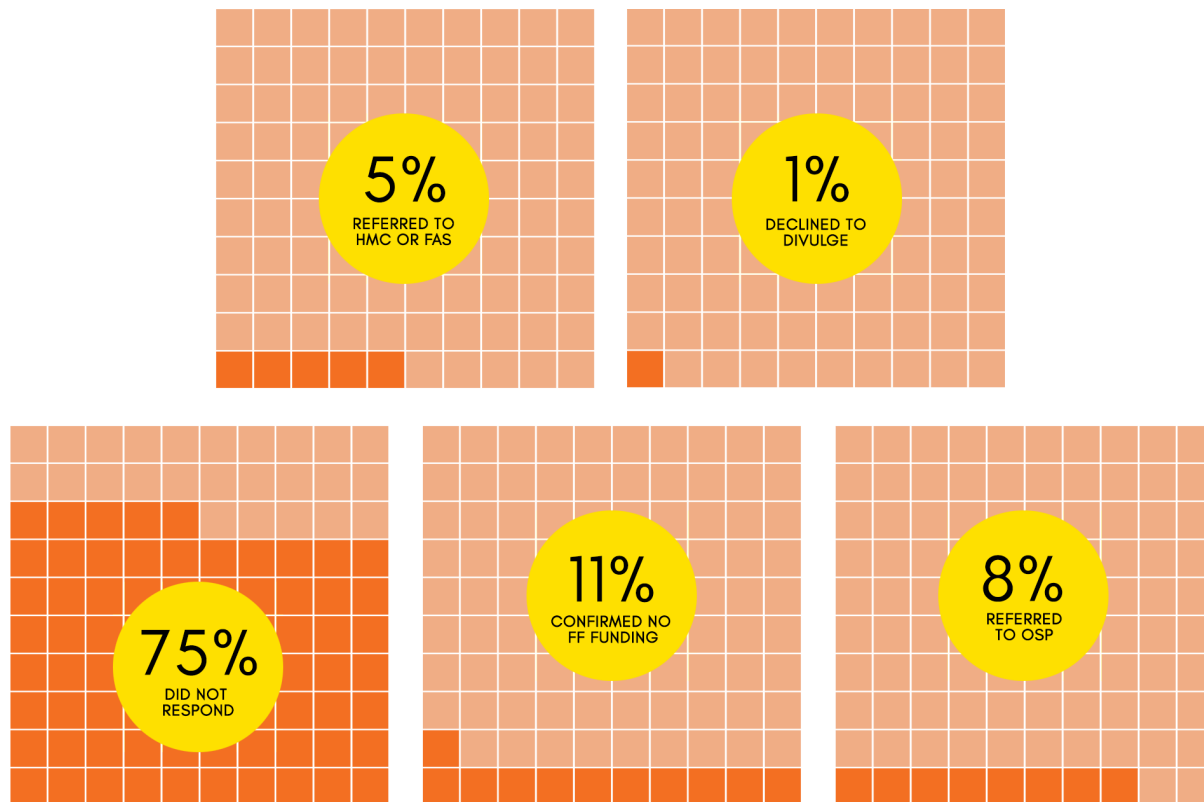 5%
REFERRED TO
HMC OR FAS
1%
DECLINED TO
DIVULGE
75%
DID NOT
RESPOND
11%
CONFIRMED NO
FF FUNDING
8%
REFERRED
TO OSP